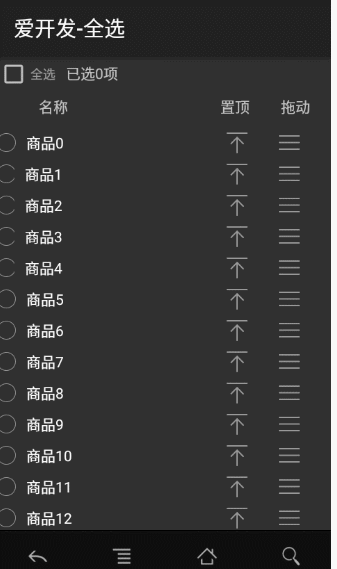 爱开发-全选
全选 已选0项
名称 置顶 拖动
商品0
商品1
商品2
商品3
商品4
商品5
商品6
商品7
商品8
商品9
商品10
商品11
商品12